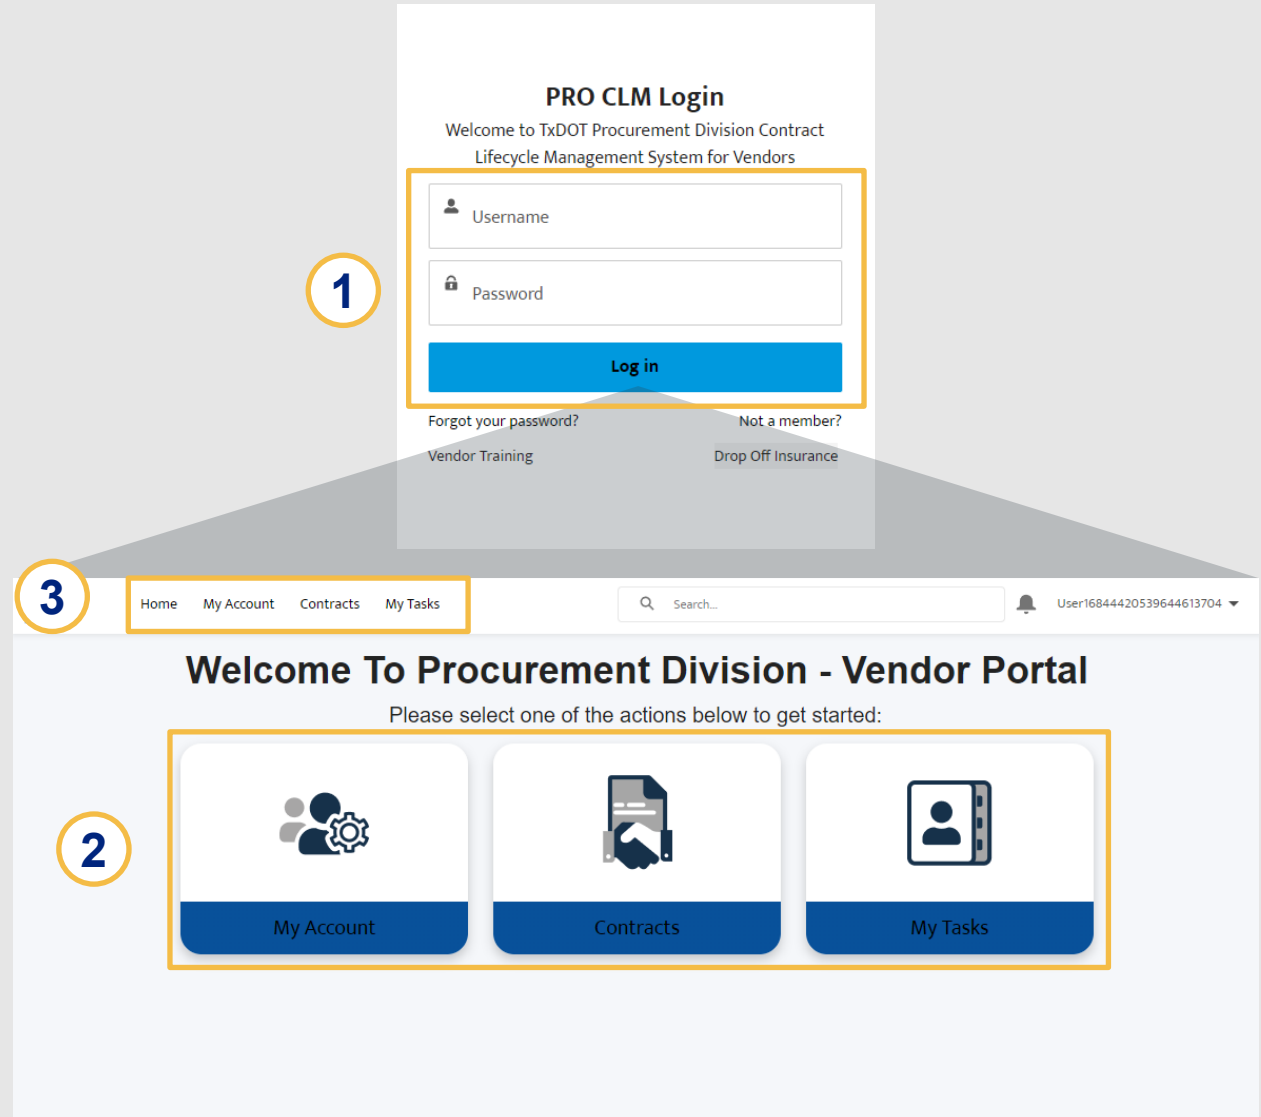 PRO CLM Login
Welcome to TxDOT Procurement Division Contract
Lifecycle Management System for Vendors
Username
1
Password
Log in
Forgot your password?
Not a member?
Vendor Training
Drop Off Insurance
3
Home My Account Contracts My Tasks
Search...
User16844420539644613704
Welcome To Procurement Division - Vendor Portal
Please select one of the actions below to get started:
2
My Account
Contracts
My Tasks